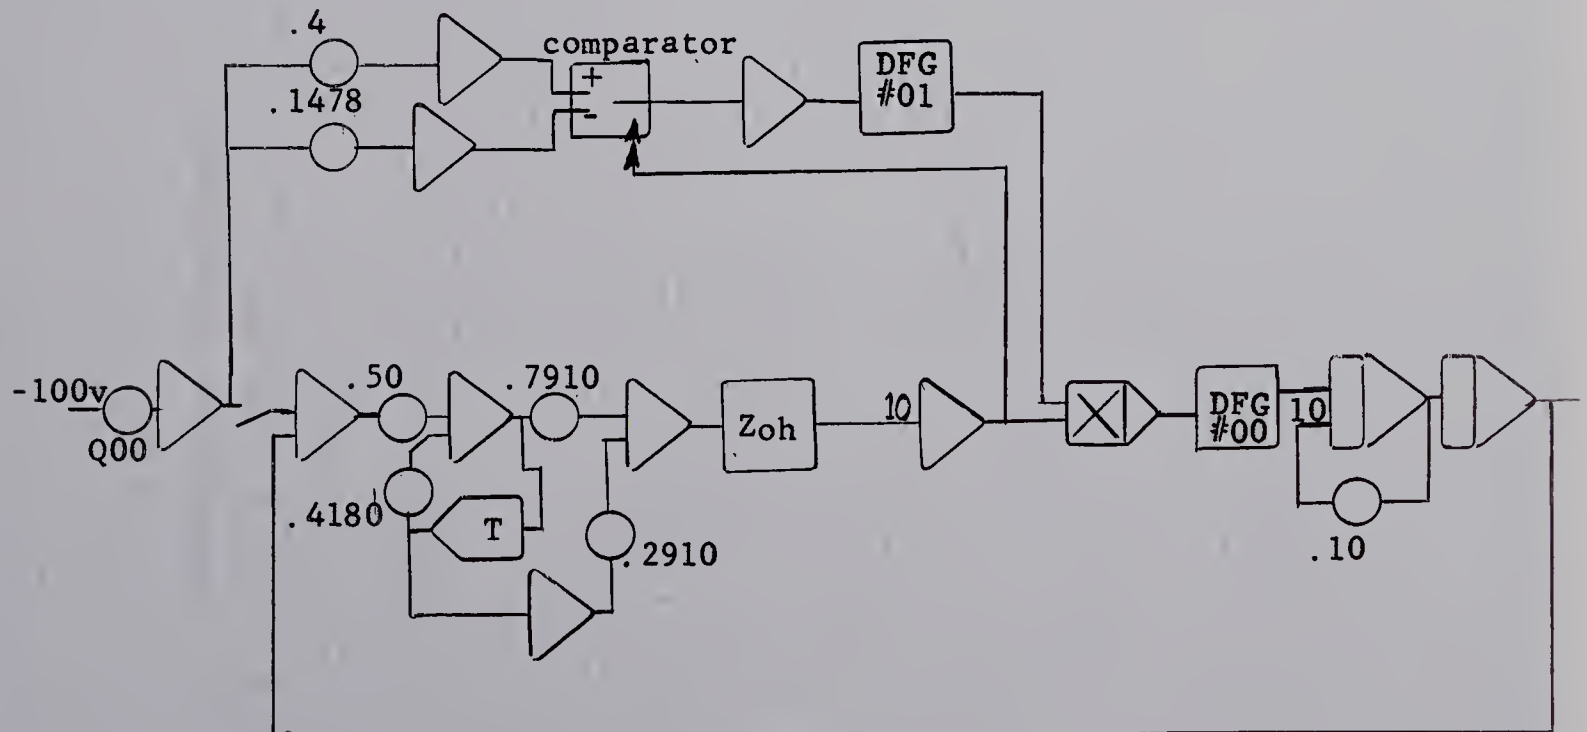 .4
comparator
+
-
DFG
#01
.1478
-100v
Q00
.50
.7910
Zoh
10
DFG
#00
10
.4180
T
.2910
.10